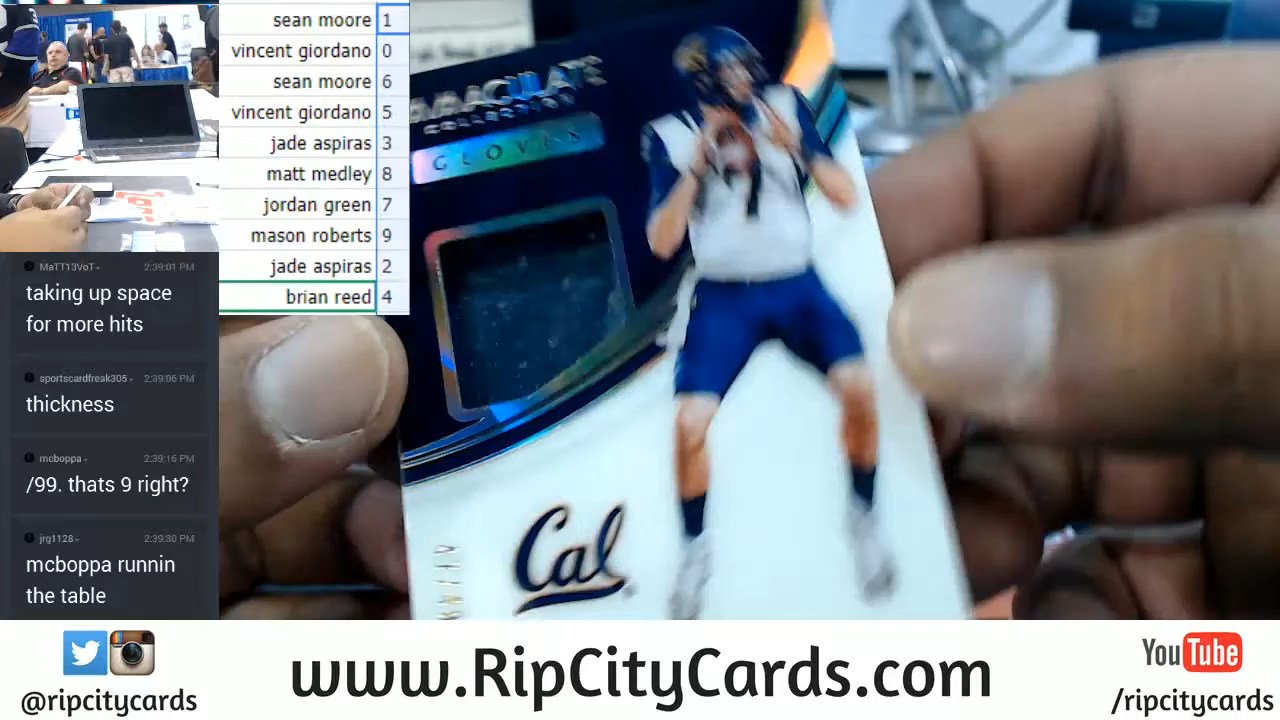 sean moore 1
vincent giordano 0
sean moore 6
vincent giordano 5
jade aspiras 3
matt medley 8
jordan green 7
mason roberts 9
jade aspiras 2
brian reed 4
MaTT13VoT 2:39:01 PM
taking up space
for more hits
sportscardfreak305 2:39:06 PM
thickness
mcboppa 2:39:16 PM
/99. thats 9 right?
jrg1128 2:39:30 PM
mcboppa runnin
the table
IMMACULATE
COLLECTION
GLOVES
Cal
@ripcitycards
www.RipCityCards.com
YouTube
/ripcitycards